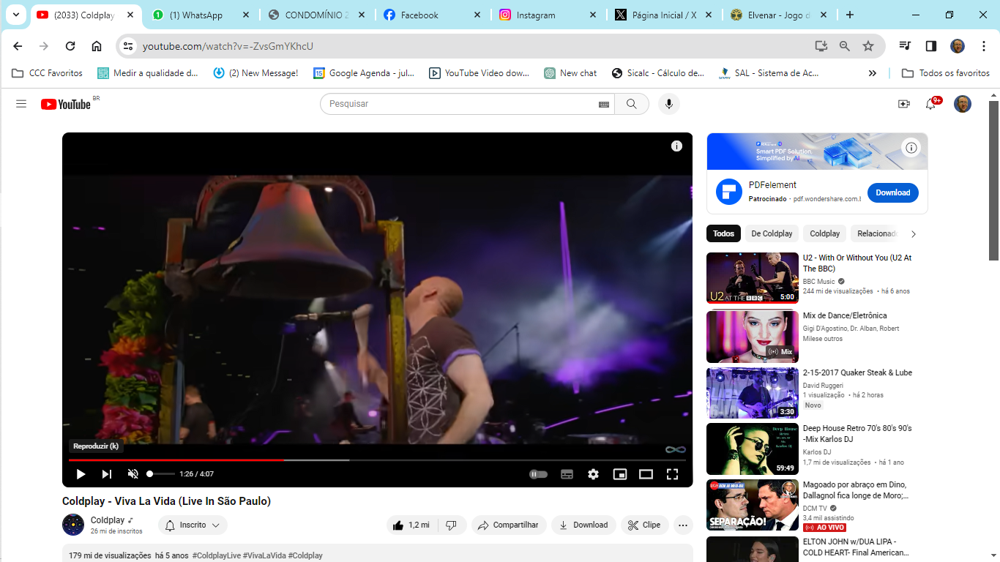 (2033) Coldplay
(1) WhatsApp
CONDOMÍNIO 2
Facebook
Instagram
Página Inicial / X
Elvenar - Jogo d
youtube.com/watch?v=-ZvsGmYKhcU
CCC Favoritos
Medir a qualidade d...
(2) New Message!
Google Agenda - jul...
YouTube Video dow...
New chat
Sicalc - Cálculo de...
SAL - Sistema de Ac...
Todos os favoritos
YouTube BR
Pesquisar
9+
Smart PDF Solution,
Simplified by AI
PDFelement
Patrocinado · pdf.wondershare.com.b
Download
Todos
De Coldplay
Coldplay
Relacionad
U2 - With Or Without You (U2 At
The BBC)
BBC Music
244 mi de visualizações • há 6 anos
U2 AT THE BBC
5:00
Mix de Dance/Eletrônica
Gigi D'Agostino, Dr. Alban, Robert
Milese outros
Mix
2-15-2017 Quaker Steak & Lube
David Ruggeri
1 visualização • há 2 horas
Novo
3:30
Deep House Retro 70's 80's 90's
-Mix Karlos DJ
Karlos DJ
1,7 mi de visualizações • há 1 ano
Deep House
Retro
59:49
Magoado por abraço em Dino,
Dallagnol fica longe de Moro;...
DCM TV
3,4 mil assistindo
AO VIVO
SEPARAÇÃO!
ELTON JOHN w/DUA LIPA -
COLD HEART- Final American...
Reproduzir (k)
1:26 / 4:07
Coldplay - Viva La Vida (Live In São Paulo)
Coldplay
26 mi de inscritos
Inscrito
1,2 mi
Compartilhar
Download
Clipe
179 mi de visualizações há 5 anos #ColdplayLive #VivaLaVida #Coldplay